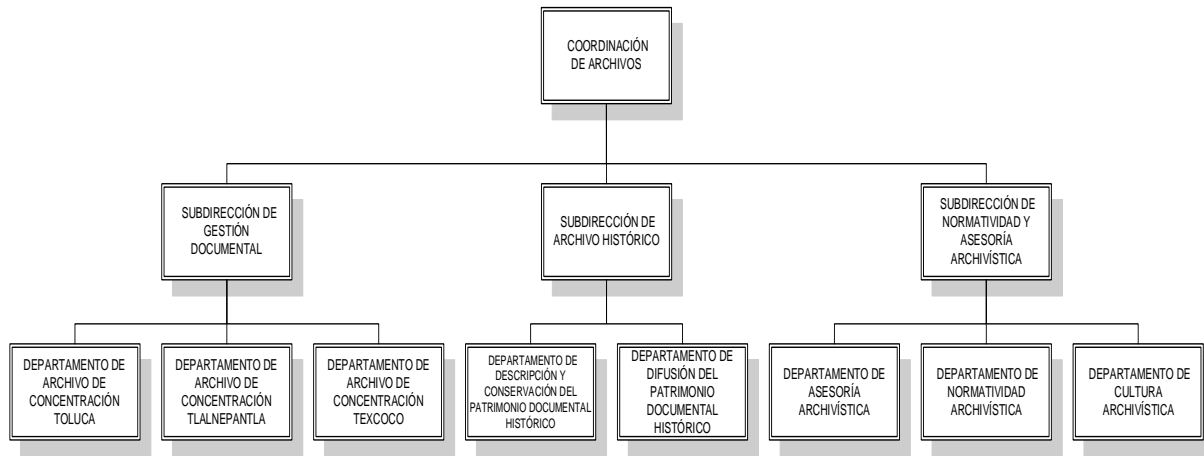 COORDINACIÓN
DE ARCHIVOS
SUBDIRECCIÓN DE
GESTIÓN
DOCUMENTAL
SUBDIRECCIÓN DE
ARCHIVO HISTÓRICO
SUBDIRECCIÓN DE
NORMATIVIDAD Y
ASESORÍA
ARCHIVÍSTICA
DEPARTAMENTO DE
ARCHIVO DE
CONCENTRACIÓN
TOLUCA
DEPARTAMENTO DE
ARCHIVO DE
CONCENTRACIÓN
TLALNEPANTLA
DEPARTAMENTO DE
ARCHIVO DE
CONCENTRACIÓN
TEXCOCO
DEPARTAMENTO DE
DESCRIPCIÓN Y
CONSERVACIÓN DEL
PATRIMONIO DOCUMENTAL
HISTÓRICO
DEPARTAMENTO DE
DIFUSIÓN DEL
PATRIMONIO
DOCUMENTAL
HISTÓRICO
DEPARTAMENTO DE
ASESORÍA
ARCHIVÍSTICA
DEPARTAMENTO DE
NORMATIVIDAD
ARCHIVÍSTICA
DEPARTAMENTO DE
CULTURA
ARCHIVÍSTICA